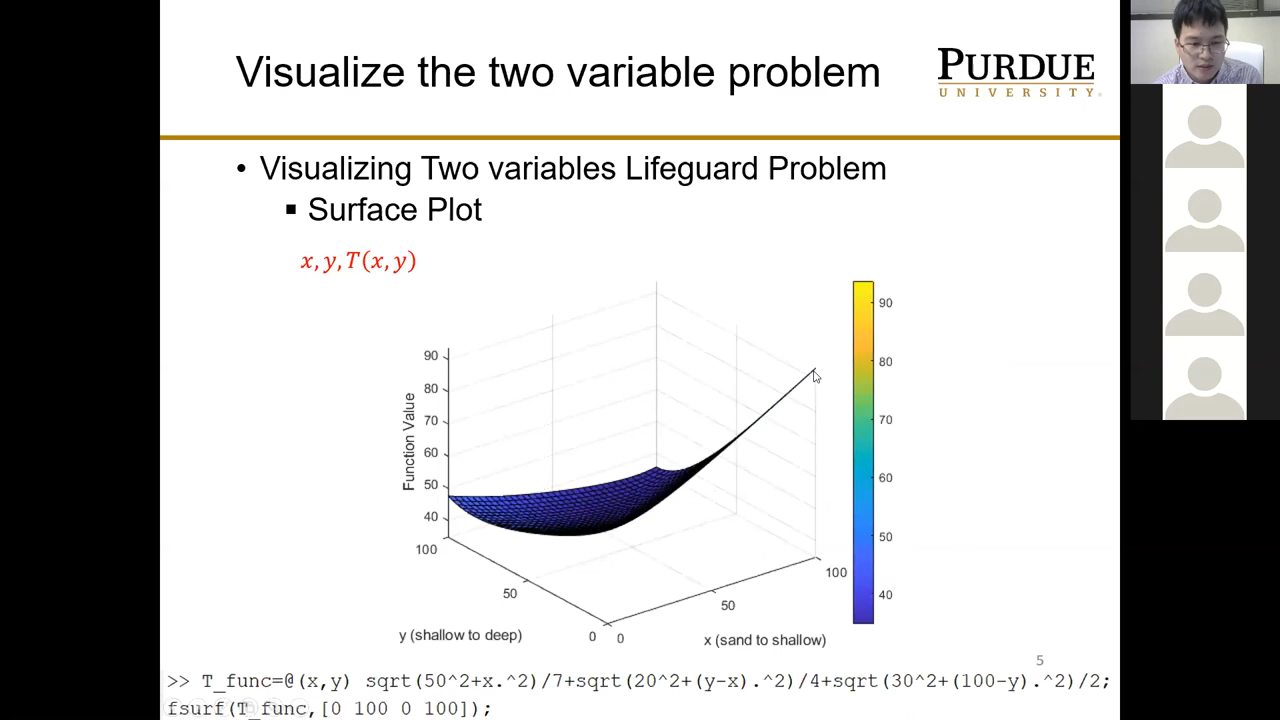 Visualize the two variable problem
PURDUE
UNIVERSITY
• Visualizing Two variables Lifeguard Problem
▪ Surface Plot
x, y, T(x, y)
90
80
70
60
50
40
Function Value
100
50
0
y (shallow to deep)
0
50
100
x (sand to shallow)
90
80
70
60
50
40
5
>> T_func=@(x,y) sqrt(50^2+x.^2)/7+sqrt(20^2+(y-x).^2)/4+sqrt(30^2+(100-y).^2)/2;
fsurf(T_func,[0 100 0 100]);